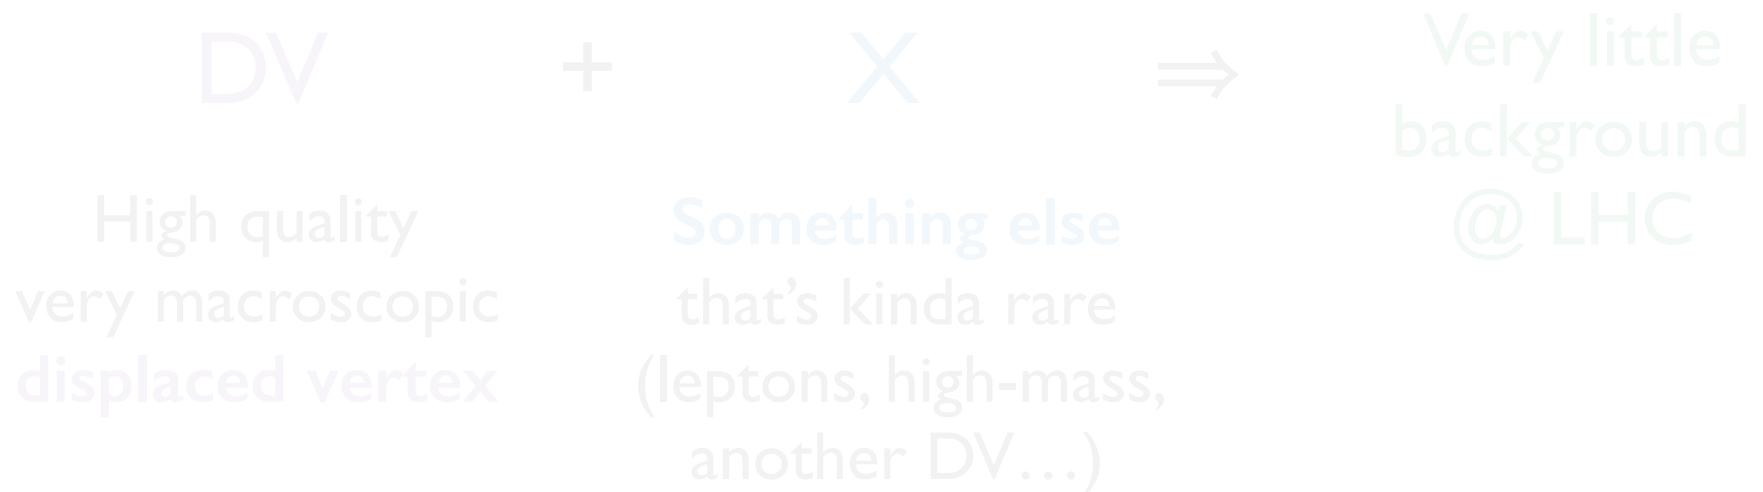 DV + X ⇒ Very little
background
@ LHC
High quality
very macroscopic
displaced vertex
Something else
that’s kinda rare
(leptons, high-mass,
another DV…)